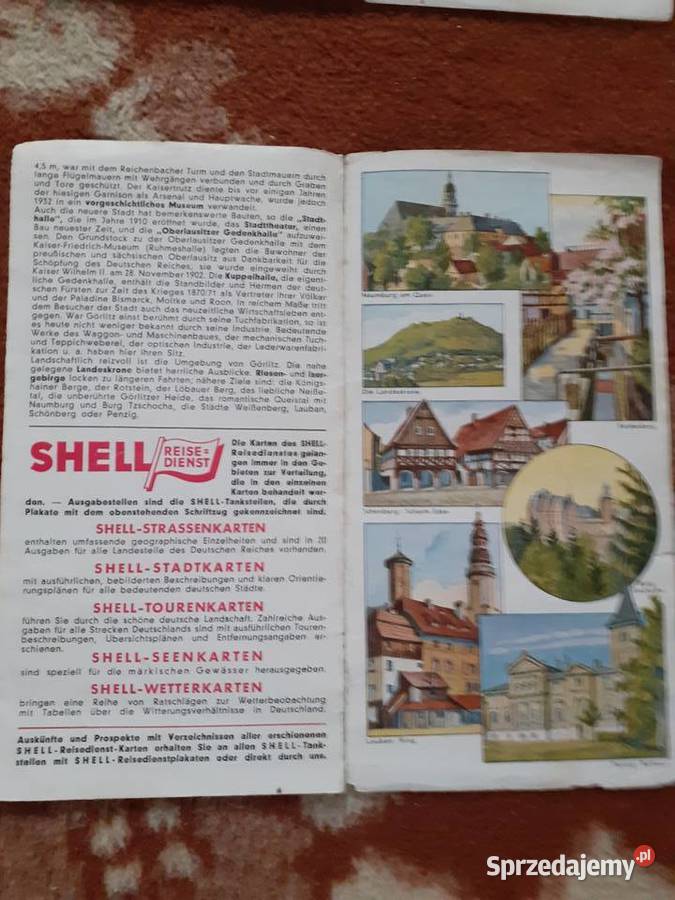 4,5 m, war mit dem Reichenbacher Turm und den Stadtmauern durch
lange Flügelmauern mit Wehrgängen verbunden und durch Graben
und Tore geschützt. Der Kaisertrutz diente bis vor einigen Jahren
der hiesigen Garnison als Arsenal und Hauptwache, wurde jedoch
1932 in ein vorgeschichtliches Museum verwandelt.
Auch die neuere Stadt hat bemerkenswerte Bauten, so die „Stadt-
halle", die im Jahre 1910 eröffnet wurde, das Stadttheater, einen
Bau neuester Zeit, und die „Oberlausitzer Gedenkhalle" aufzuwei-
sen. Den Grundstock zu der Oberlausitzer Gedenkhalle mit dem
Kaiser-Friedrich-Museum (Ruhmeshalle) legten die Bewohner der
preußischen und sächsischen Oberlausitz aus Dankbarkeit für die
Schöpfung des Deutschen Reiches, sie wurde eingeweiht durch
Kaiser Wilhelm II. am 28. November 1902. Die Kuppelhalle, die eigent-
liche Gedenkhalle, enthält die Standbilder und Hermen der deut-
schen Fürsten zur Zeit des Krieges 1870/71 als Vertreter ihrer Völker
und der Paladine Bismarck, Moltke und Roon. In reichem Maße tritt
dem Besucher der Stadt auch das neuzeitliche Wirtschaftsleben ent-
gegen. War Görlitz einst berühmt durch seine Tuchfabrikation, so ist
es heute nicht weniger bekannt durch seine Industrie. Bedeutende
Werke des Waggon- und Maschinenbaues, der mechanischen Tuch-
und Teppichweberei, der optischen Industrie, der Lederwarenfabri-
kation u. a. haben hier ihren Sitz.
Landschaftlich reizvoll ist die Umgebung von Görlitz. Die nahe
gelegene Landeskrone bietet herrliche Ausblicke. Riesen- und Iser-
gebirge locken zu längeren Fahrten; nähere Ziele sind: die Königs-
hainer Berge, der Rotstein, der Löbauer Berg, das liebliche Neiße-
tal, die unberührte Görlitzer Heide, das romantische Queistal mit
Naumburg und Burg Tzschocha, die Städte Weißenberg, Lauban,
Schönberg oder Penzig.
SHELL REISE=
DIENST
Die Karten des SHELL-
Reisedienstes gelan-
gen immer in den Ge-
bieten zur Verteilung,
die in den einzelnen
Karten behandelt wer-
den. — Ausgabestellen sind die SHELL-Tankstellen, die durch
Plakate mit dem obenstehenden Schriftzug gekennzeichnet sind.
SHELL-STRASSENKARTEN
enthalten umfassende geographische Einzelheiten und sind in 20
Ausgaben für alle Landesteile des Deutschen Reiches vorhanden.
SHELL-STADTKARTEN
mit ausführlichen, bebilderten Beschreibungen und klaren Orientie-
rungsplänen für alle bedeutenden deutschen Städte.
SHELL-TOURENKARTEN
führen Sie durch die schöne deutsche Landschaft. Zahlreiche Aus-
gaben für alle Strecken Deutschlands sind mit ausführlichen Touren-
beschreibungen, Übersichtsplänen und Entfernungsangaben er-
schienen.
SHELL-SEENKARTEN
sind speziell für die märkischen Gewässer herausgegeben.
SHELL-WETTERKARTEN
bringen eine Reihe von Ratschlägen zur Wetterbeobachtung
mit Tabellen über die Witterungsverhältnisse in Deutschland.
Auskünfte und Prospekte mit Verzeichnissen aller erschienenen
SHELL-Reisedienst-Karten erhalten Sie an allen SHELL-Tank-
stellen mit SHELL-Reisedienstplakaten oder direkt durch uns.
Naumburg am Queis
Die Landskrone
Lauban, Ring
Sprzedajemy.pl